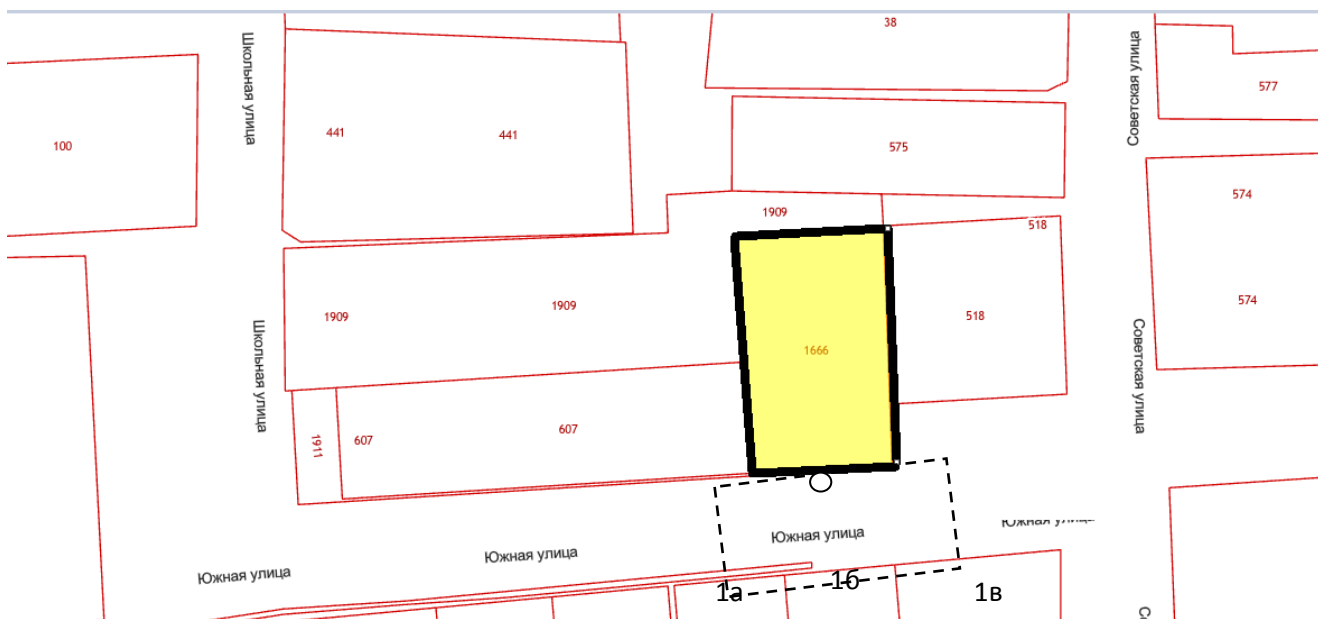 38
Школьная улица
Советская улица
577
441
441
100
575
574
1909
518
574
1909
1909
518
1666
Школьная улица
Советская улица
607
607
1911
Южная улица
Южная улица
Южная улица
Южная улица
1а
1б
1в
Со